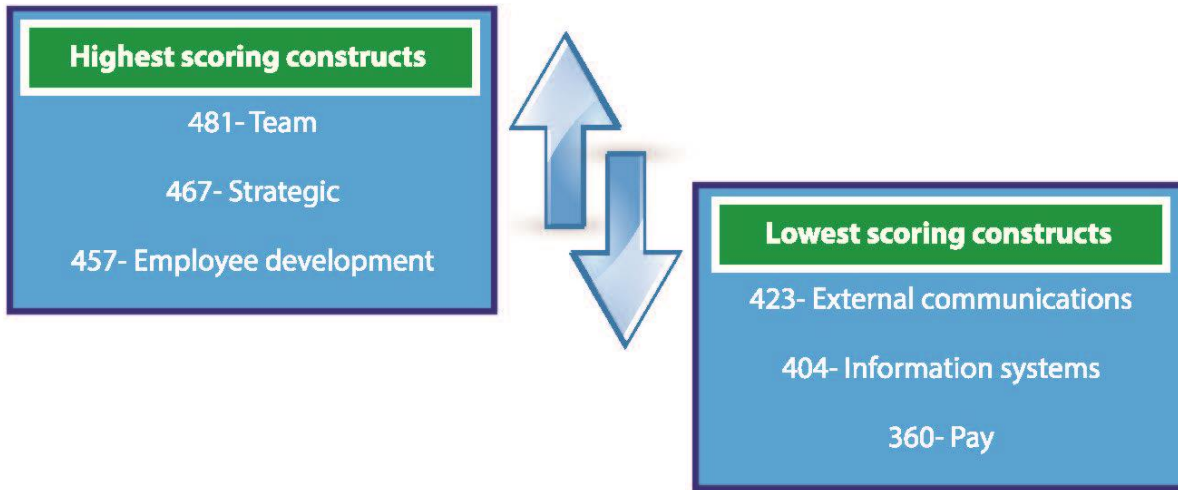 Highest scoring constructs
481- Team
467- Strategic
457- Employee development
Lowest scoring constructs
423- External communications
404- Information systems
360- Pay